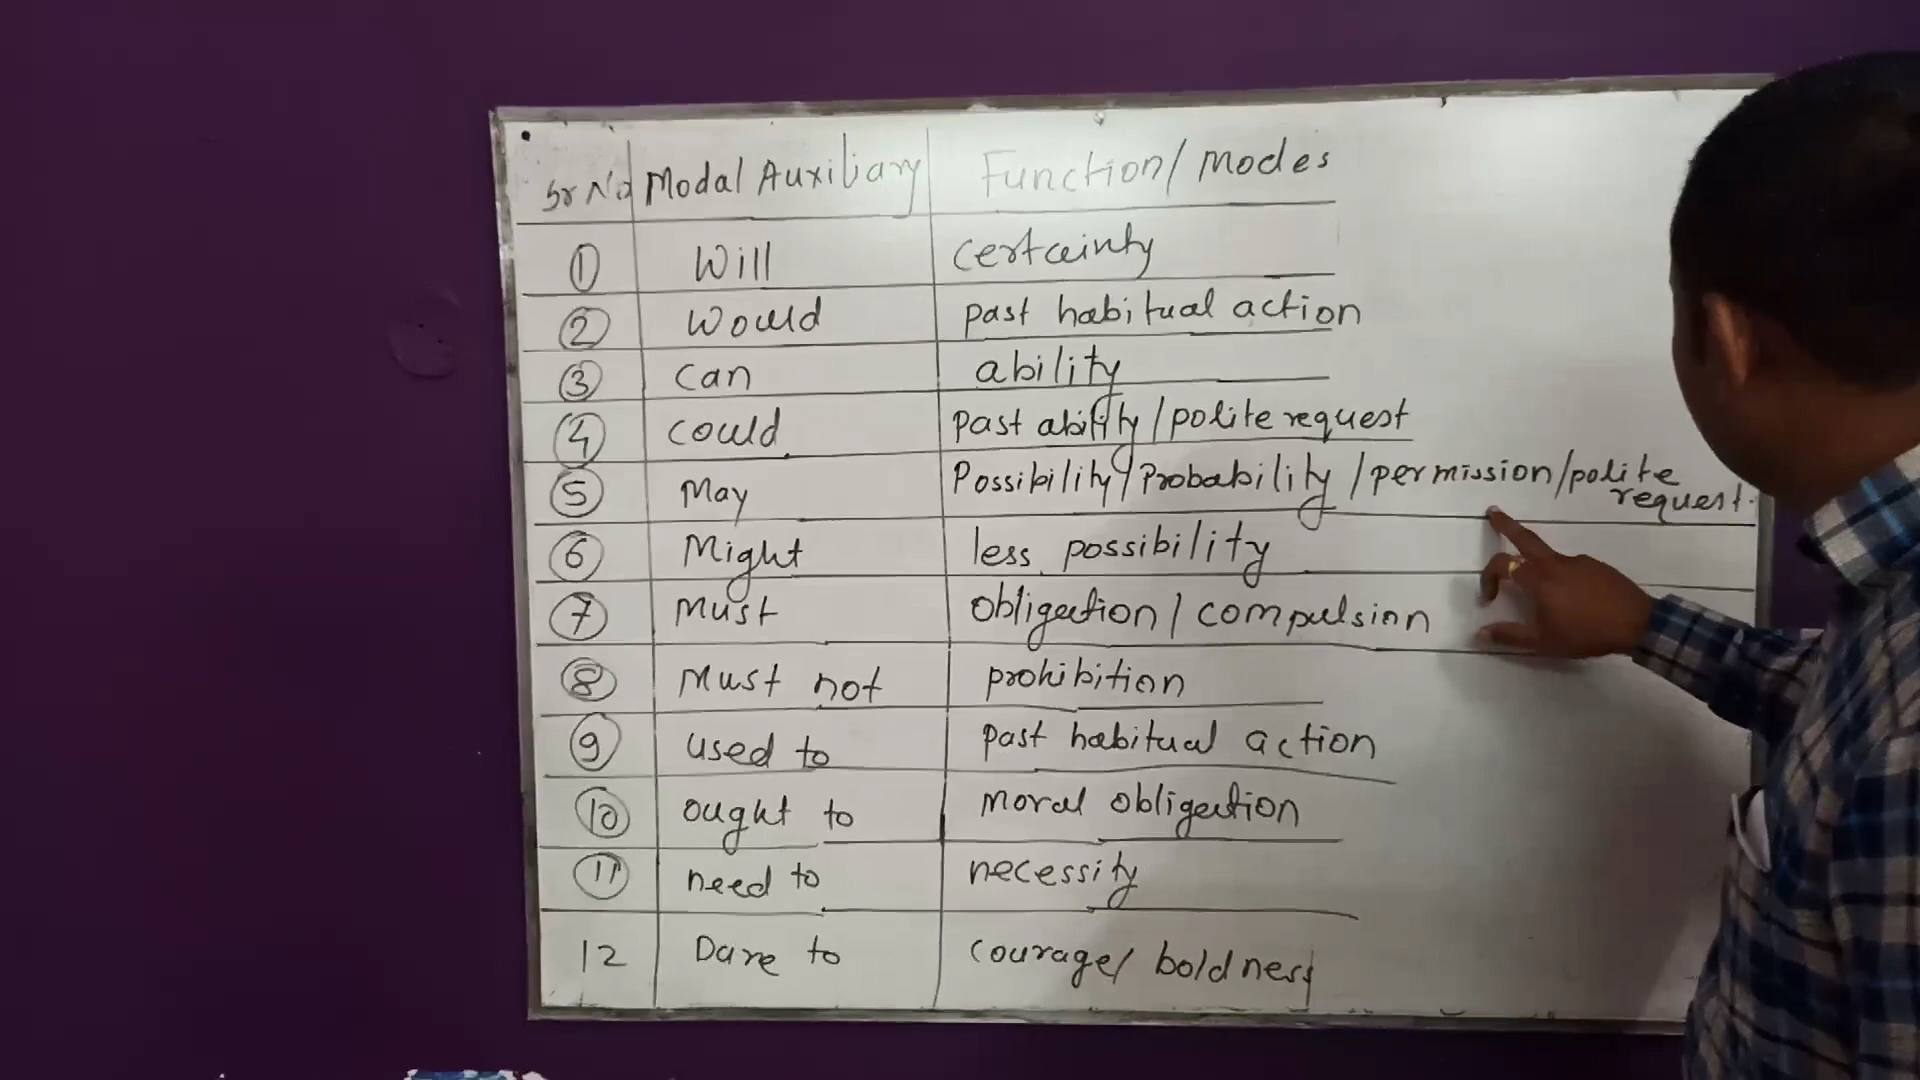 Sr No Modal Auxiliary Function/ Modes
1 Will certainty
2 Would past habitual action
3 can ability
4 could past ability/polite request
5 May Possibility/Probability/permission/polite request.
6 Might less possibility
7 Must obligation/ compulsion
8 Must not prohibition
9 used to past habitual action
10 ought to moral obligation
11 need to necessity
12 Dare to courage/ boldness